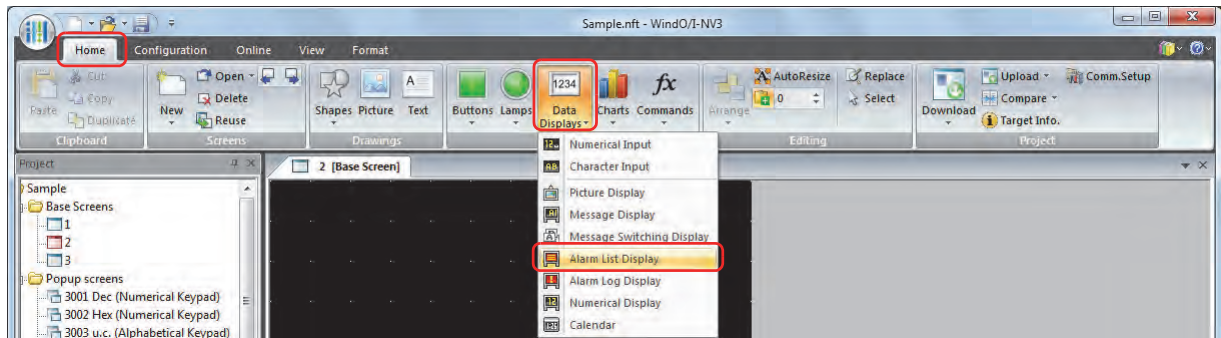 Sample.nft - WindO/I-NV3
Home Configuration Online View Format
Cut
Copy
Duplicate
Paste
Clipboard
New
Open
Delete
Reuse
Screens
Shapes Picture Text
A
Drawings
Buttons Lamps
1234
Data
Displays
Charts
fx
Commands
Arrange
AutoResize
0
Replace
Select
Editing
Download
Upload
Compare
Target Info.
Comm.Setup
Project
Project
2 [Base Screen]
Sample
Base Screens
1
2
3
Popup screens
3001 Dec (Numerical Keypad)
3002 Hex (Numerical Keypad)
3003 u.c. (Alphabetical Keypad)
Numerical Input
Character Input
Picture Display
Message Display
Message Switching Display
Alarm List Display
Alarm Log Display
Numerical Display
Calendar